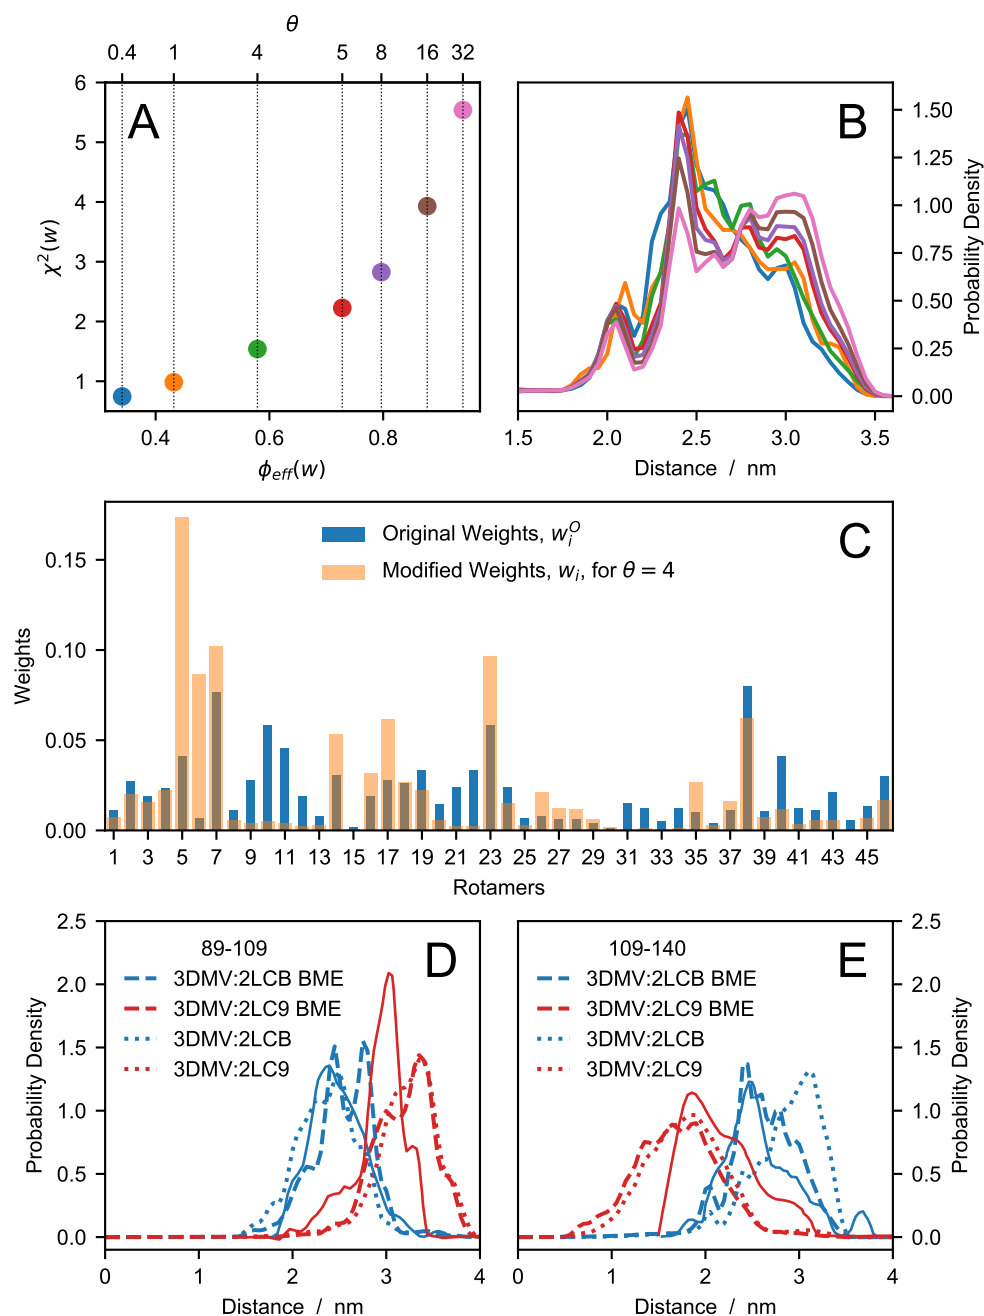 θ
0.4 1 4 5 8 16 32
A
6
5
4
3
2
1
χ²(w)
0.4 0.6 0.8
ϕeff(w)
B
1.50
1.25
1.00
0.75
0.50
0.25
0.00
Probability Density
1.5 2.0 2.5 3.0 3.5
Distance / nm
C
Original Weights, wᵢᴼ
Modified Weights, wᵢ, for θ = 4
0.15
0.10
0.05
0.00
Weights
1 3 5 7 9 11 13 15 17 19 21 23 25 27 29 31 33 35 37 39 41 43 45
Rotamers
D
89-109
3DMV:2LCB BME
3DMV:2LC9 BME
3DMV:2LCB
3DMV:2LC9
2.5
2.0
1.5
1.0
0.5
0.0
Probability Density
0 1 2 3 4
Distance / nm
E
109-140
3DMV:2LCB BME
3DMV:2LC9 BME
3DMV:2LCB
3DMV:2LC9
2.5
2.0
1.5
1.0
0.5
0.0
Probability Density
0 1 2 3 4
Distance / nm